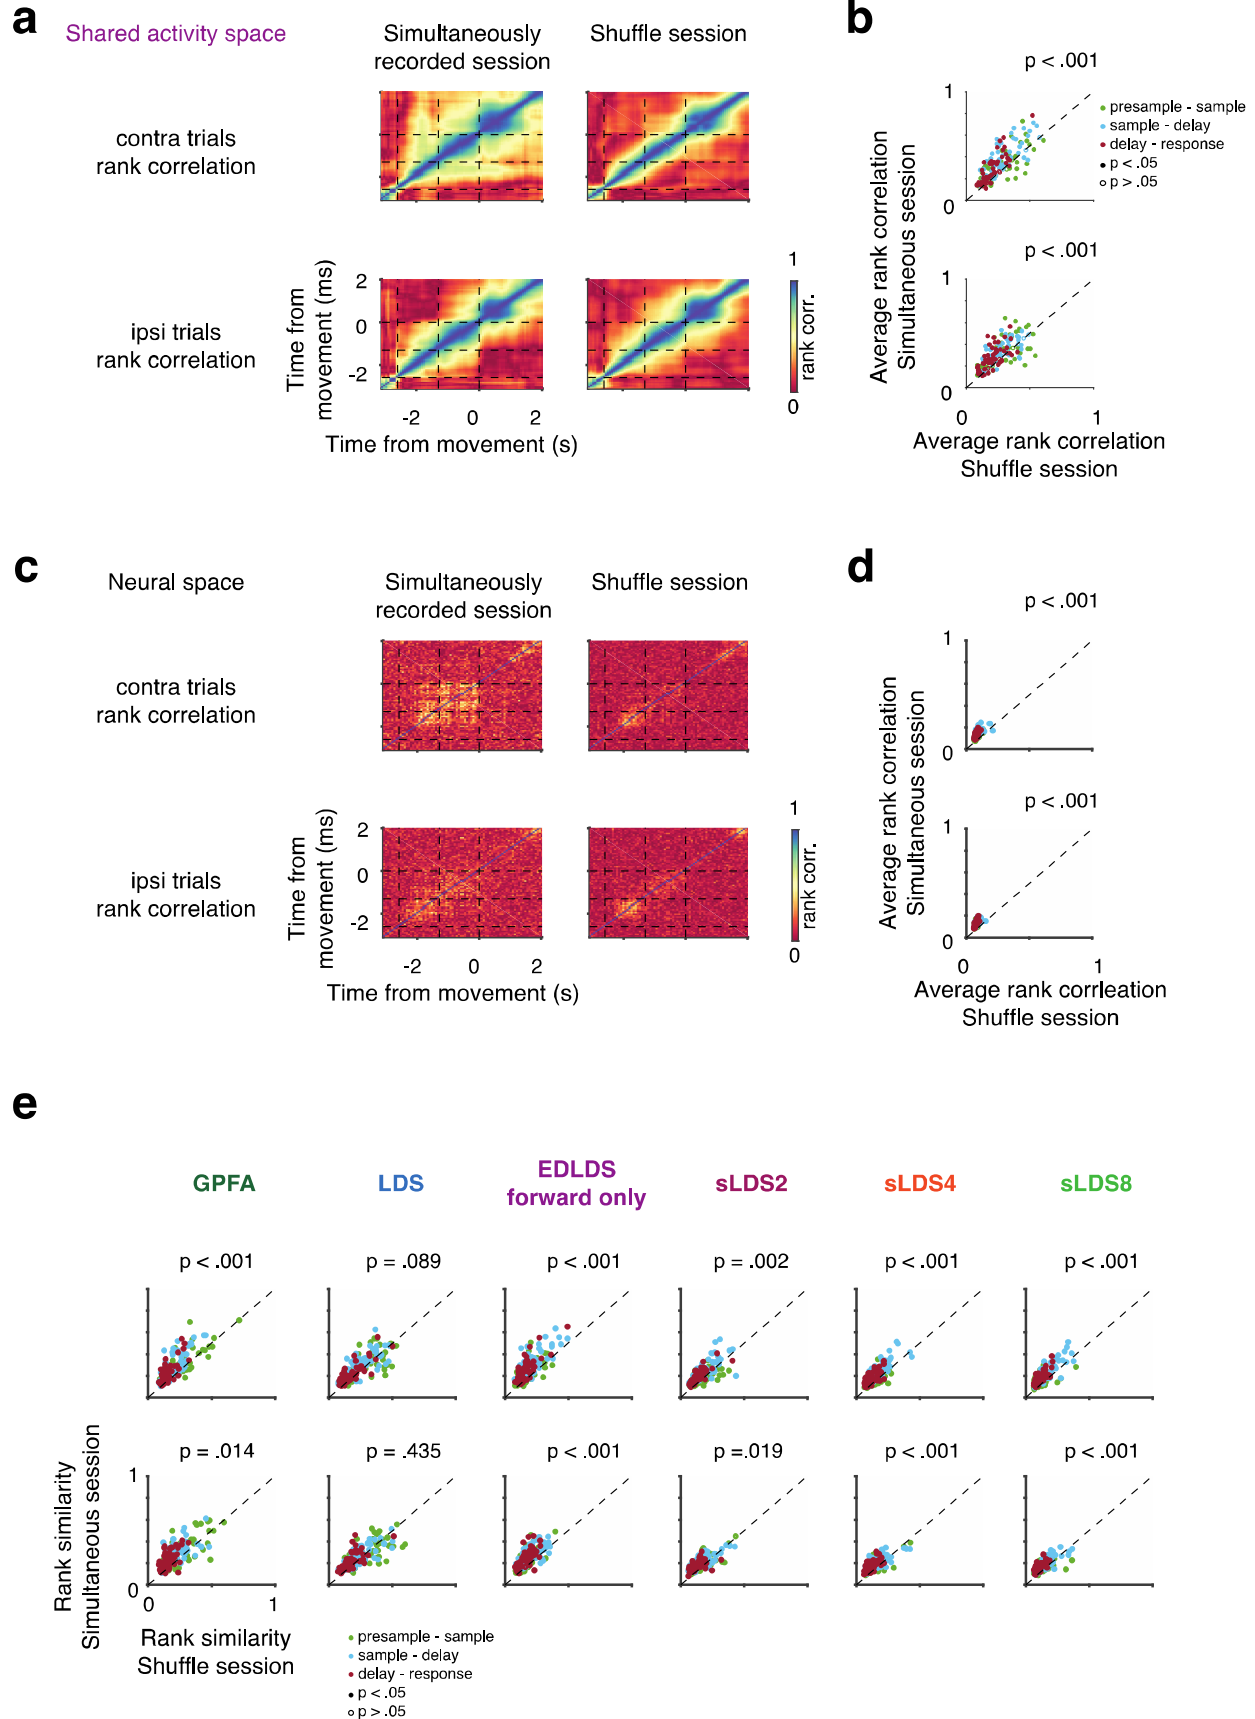 a
Shared activity space
Simultaneously
recorded session
Shuffle session
contra trials
rank correlation
ipsi trials
rank correlation
Time from
movement (ms)
2
0
-2
-2
0
2
Time from movement (s)
1
rank corr.
0
b
p < .001
1
0
presample - sample
sample - delay
delay - response
p < .05
p > .05
p < .001
1
0
0
1
Average rank correlation
Simultaneous session
Average rank correlation
Shuffle session
c
Neural space
Simultaneously
recorded session
Shuffle session
contra trials
rank correlation
ipsi trials
rank correlation
Time from
movement (ms)
2
0
-2
-2
0
2
Time from movement (s)
1
rank corr.
0
d
p < .001
1
0
p < .001
1
0
0
1
Average rank correlation
Simultaneous session
Average rank corrleation
Shuffle session
e
GPFA
LDS
EDLDS
forward only
sLDS2
sLDS4
sLDS8
p < .001
p = .089
p < .001
p = .002
p < .001
p < .001
p = .014
p = .435
p < .001
p =.019
p < .001
p < .001
Rank similarity
Simultaneous session
1
0
0
1
Rank similarity
Shuffle session
presample - sample
sample - delay
delay - response
p < .05
p > .05